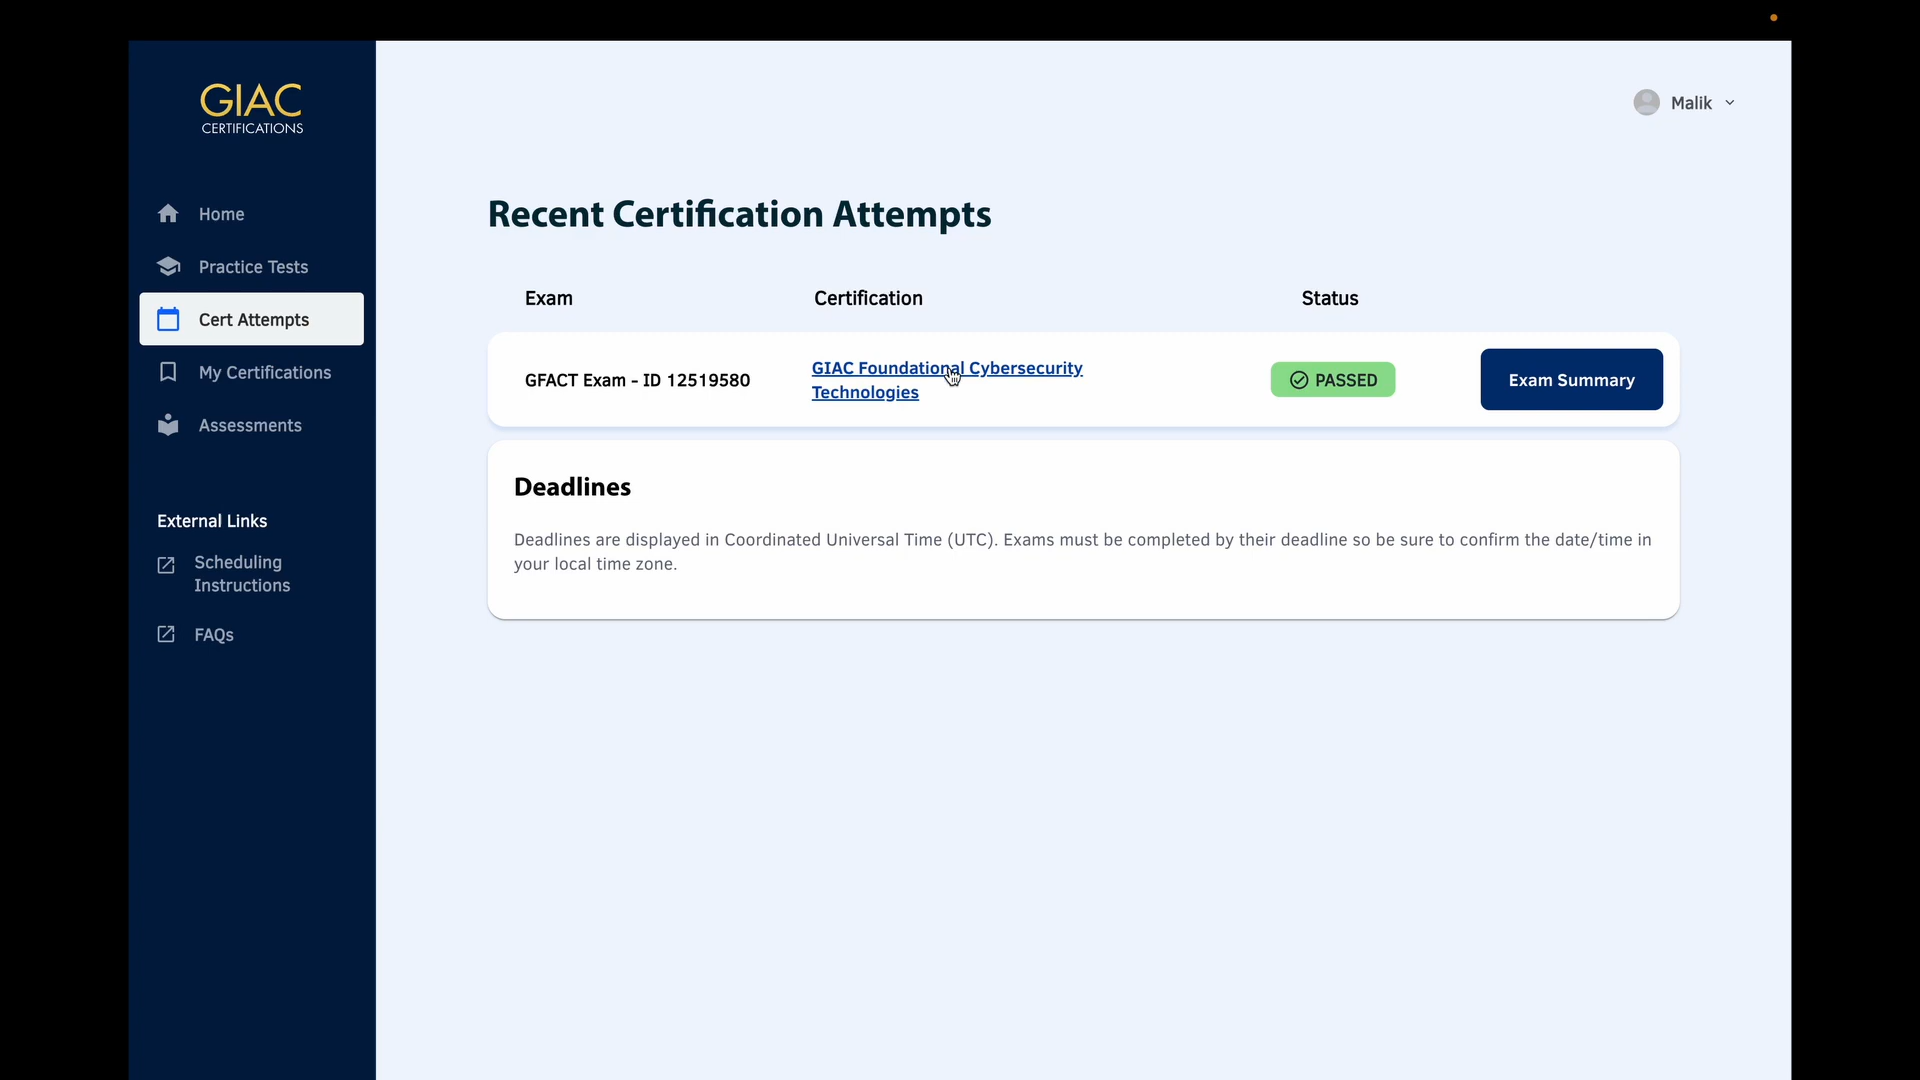 GIAC
CERTIFICATIONS
Malik
Home
Practice Tests
Cert Attempts
My Certifications
Assessments
External Links
Scheduling
Instructions
FAQs
Recent Certification Attempts
Exam Certification Status
GFACT Exam - ID 12519580
GIAC Foundational Cybersecurity
Technologies
PASSED
Exam Summary
Deadlines
Deadlines are displayed in Coordinated Universal Time (UTC). Exams must be completed by their deadline so be sure to confirm the date/time in
your local time zone.